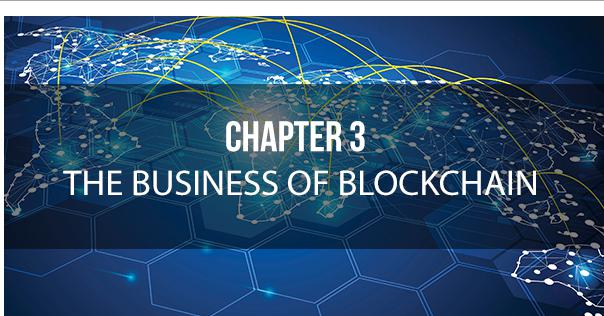 CHAPTER 3
THE BUSINESS OF BLOCKCHAIN